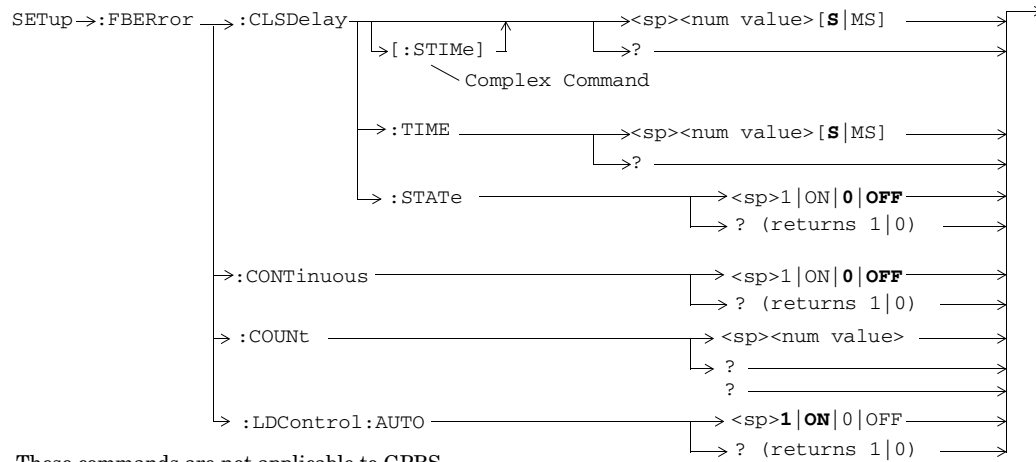 SETup :FBERror :CLSDelay <sp><num value>[S|MS]
[:STIMe] ?
Complex Command
:TIME <sp><num value>[S|MS]
?
:STATe <sp>1|ON|0|OFF
? (returns 1|0)
:CONTinuous <sp>1|ON|0|OFF
? (returns 1|0)
:COUNt <sp><num value>
?
?
:LDControl:AUTO <sp>1|ON|0|OFF
? (returns 1|0)